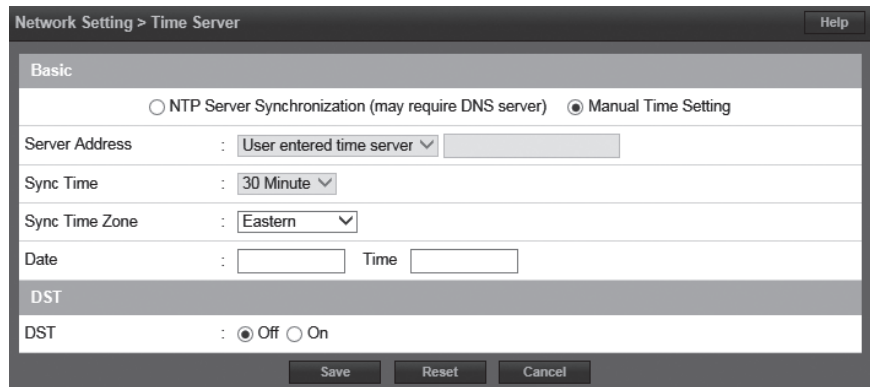 Network Setting > Time Server Help
Basic
NTP Server Synchronization (may require DNS server) Manual Time Setting
Server Address : User entered time server
Sync Time : 30 Minute
Sync Time Zone : Eastern
Date : Time
DST
DST : Off On
Save Reset Cancel